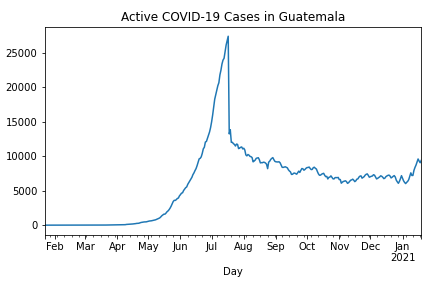 Active COVID-19 Cases in Guatemala
25000
20000
15000
10000
5000
0
Feb Mar Apr May Jun Jul Aug Sep Oct Nov Dec Jan
2021
Day